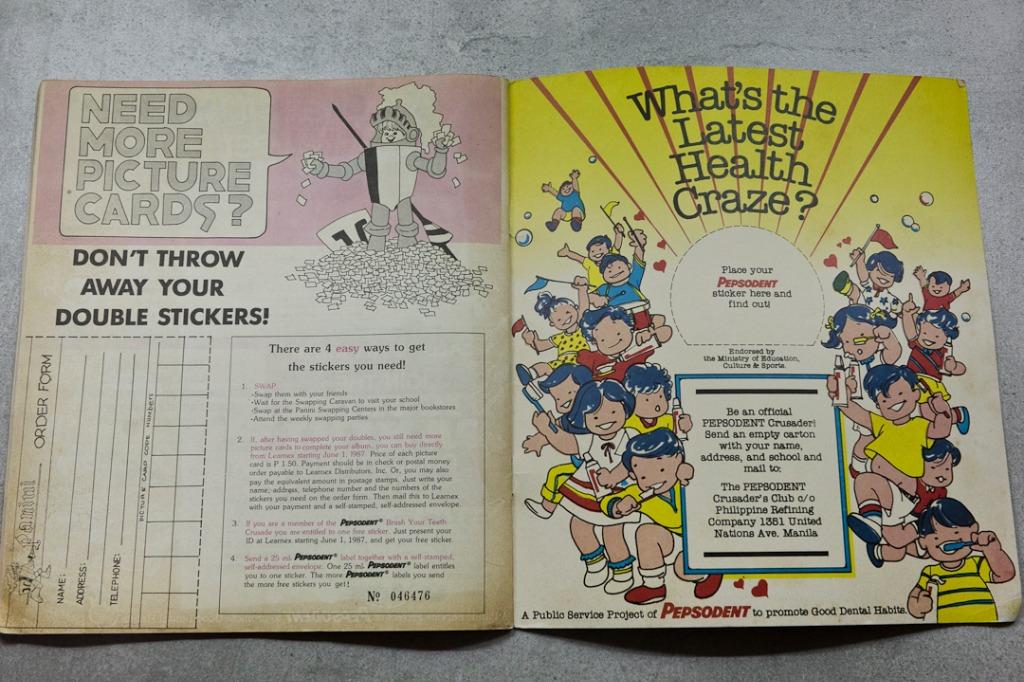 NEED
MORE
PICTURE
CARDS?
DON'T THROW
AWAY YOUR
DOUBLE STICKERS!
ORDER FORM
panini
NAME:
ADDRESS:
TELEPHONE:
PICTURE CARD CODE NUMBERS
There are 4 easy ways to get
the stickers you need!
1. SWAP
-Swap them with your friends
-Wait for the Swapping Caravan to visit your school
-Swap at the Panini Swapping Centers in the major bookstores
-Attend the weekly swapping parties
2. If, after having swapped your doubles, you still need more
picture cards to complete your album, you can buy directly
from Learnex starting June 1, 1987. Price of each picture
card is P 1.50. Payment should be in check or postal money
order payable to Learnex Distributors, Inc. Or, you may also
pay the equivalent amount in postage stamps. Just write your
name, address, telephone number and the numbers of the
stickers you need on the order form. Then mail this to Learnex
with your payment and a self-stamped, self-addressed envelope.
3. If you are a member of the PEPSODENT® Brush Your Teeth
Crusade you are entitled to one free sticker. Just present your
ID at Learnex starting June 1, 1987, and get your free sticker.
4. Send a 25 ml. PEPSODENT® label together with a self-stamped,
self-addressed envelope. One 25 ml. PEPSODENT® label entitles
you to one sticker. The more PEPSODENT® labels you send
the more free stickers you get!
Nº 046476
What's the
Latest
Health
Craze?
Place your
PEPSODENT
sticker here and
find out!
Endorsed by
the Ministry of Education,
Culture & Sports.
Be an official
PEPSODENT Crusader!
Send an empty carton
with your name,
address, and school and
mail to:
The PEPSODENT
Crusader's Club c/o
Philippine Refining
Company 1351 United
Nations Ave. Manila
A Public Service Project of PEPSODENT to promote Good Dental Habits.